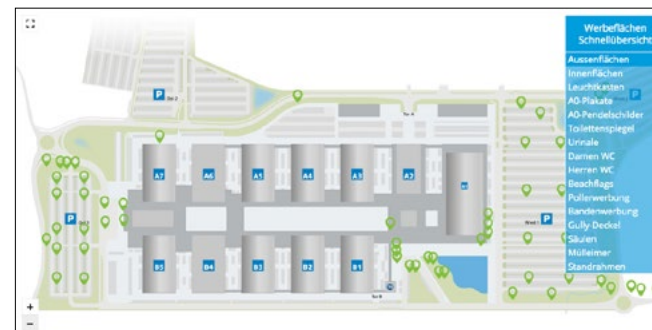 Werbeflächen
Schnellübersicht
Aussenflächen
Innenflächen
Leuchtkasten
A0-Plakate
A0-Pendelschilder
Toilettenspiegel
Urinale
Damen WC
Herren WC
Beachflags
Pollerwerbung
Bandenwerbung
Gully Deckel
Säulen
Mülleimer
Standrahmen
P
P
P
P
A7
A6
A5
A4
A3
A2
B5
B4
B3
B2
B1
+
−